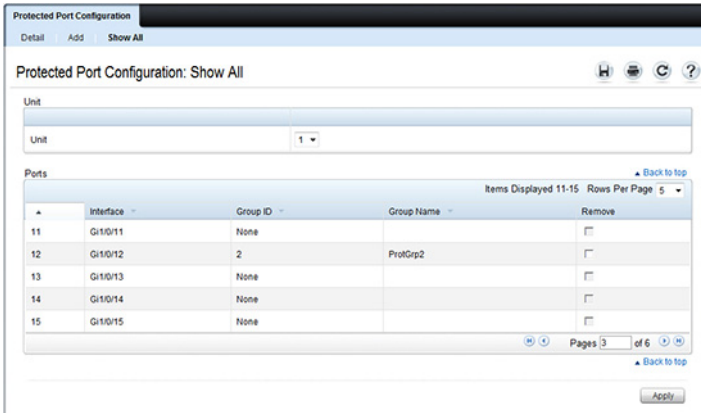 Protected Port Configuration
Detail Add Show All
Protected Port Configuration: Show All
Unit
Unit 1
Ports
Back to top
Items Displayed 11-15 Rows Per Page 5
Interface Group ID Group Name Remove
11 Gi1/0/11 None
12 Gi1/0/12 2 ProtGrp2
13 Gi1/0/13 None
14 Gi1/0/14 None
15 Gi1/0/15 None
Pages 3 of 6
Back to top
Apply